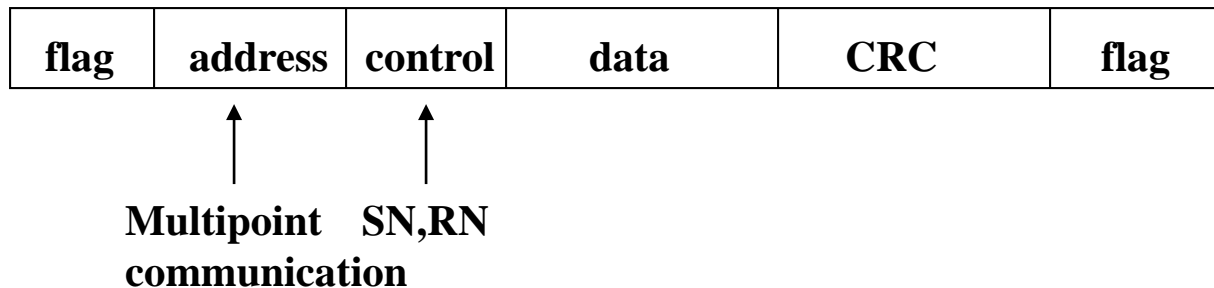 flag address control data CRC flag
Multipoint SN,RN
communication